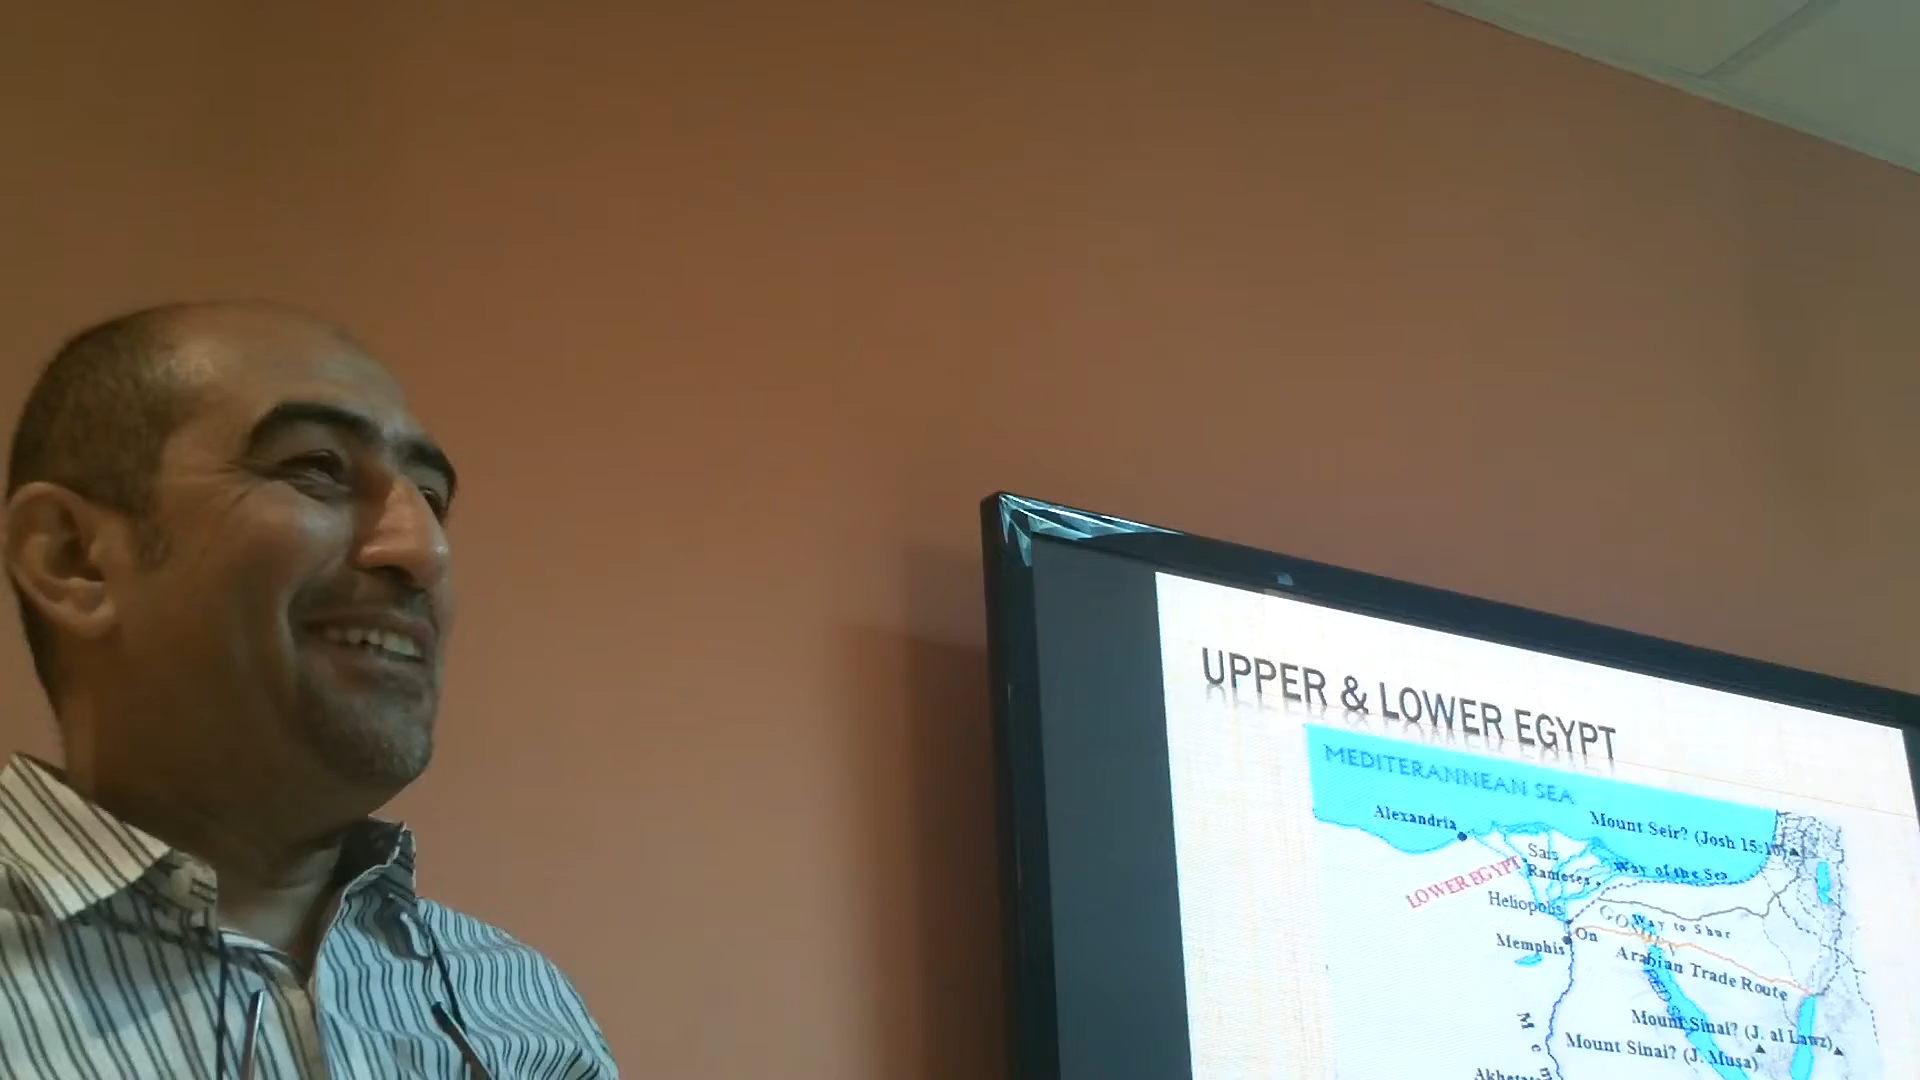 UPPER & LOWER EGYPT
MEDITERANNEAN SEA
Alexandria
Mount Seir? (Josh 15:10)
Sais
LOWER EGYPT
Rameses
Way of the Sea
Heliopolis
GOSHEN
Way to Shur
On
Memphis
Arabian Trade Route
Mount Sinai? (J. al Lawz)
Mount Sinai? (J. Musa)